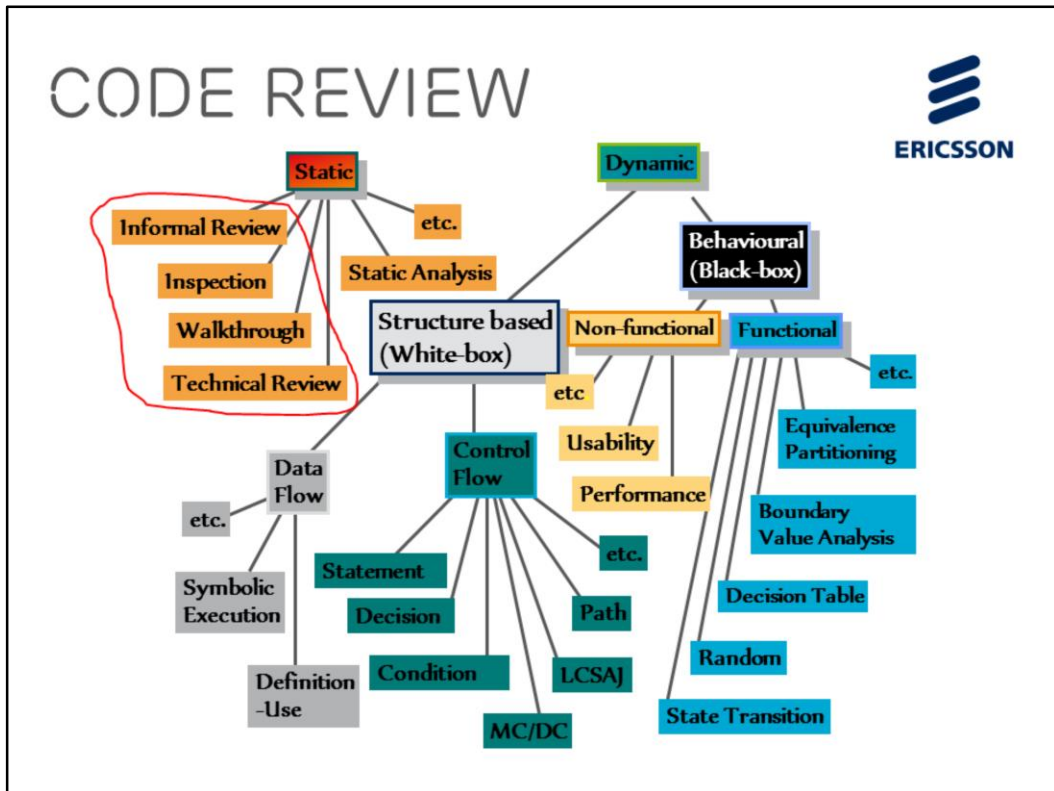 CODE REVIEW
ERICSSON
Static
Dynamic
Informal Review
etc.
Behavioural
(Black-box)
Inspection
Static Analysis
Walkthrough
Structure based
(White-box)
Non-functional
Functional
Technical Review
etc
etc.
Equivalence
Partitioning
Usability
Data
Flow
Control
Flow
Performance
etc.
Boundary
Value Analysis
etc.
Statement
Symbolic
Execution
Decision
Path
Decision Table
Condition
LCSAJ
Random
Definition
-Use
MC/DC
State Transition